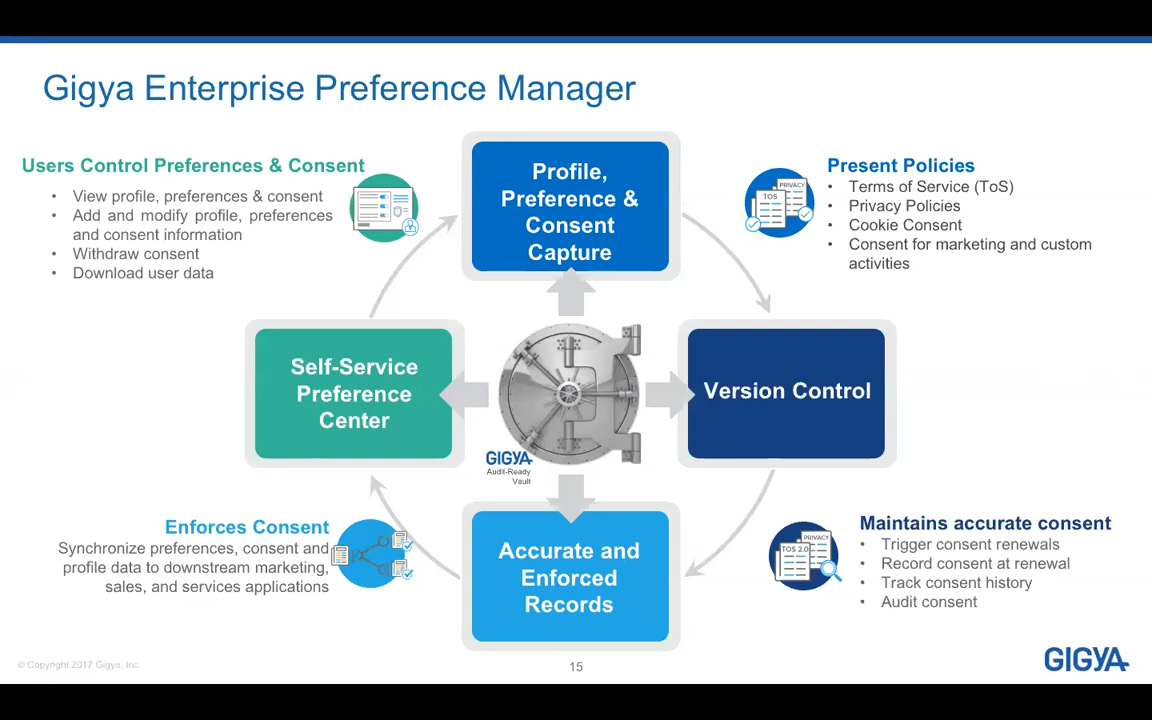 Gigya Enterprise Preference Manager
Users Control Preferences & Consent
• View profile, preferences & consent
• Add and modify profile, preferences
and consent information
• Withdraw consent
• Download user data
Profile,
Preference &
Consent
Capture
TOS
PRIVACY
Present Policies
• Terms of Service (ToS)
• Privacy Policies
• Cookie Consent
• Consent for marketing and custom
activities
Self-Service
Preference
Center
GIGYA
Audit-Ready
Vault
Version Control
Enforces Consent
Synchronize preferences, consent and
profile data to downstream marketing,
sales, and services applications
Accurate and
Enforced
Records
TOS 2.0
PRIVACY
Maintains accurate consent
• Trigger consent renewals
• Record consent at renewal
• Track consent history
• Audit consent
© Copyright 2017 Gigya, Inc.
15
GIGYA